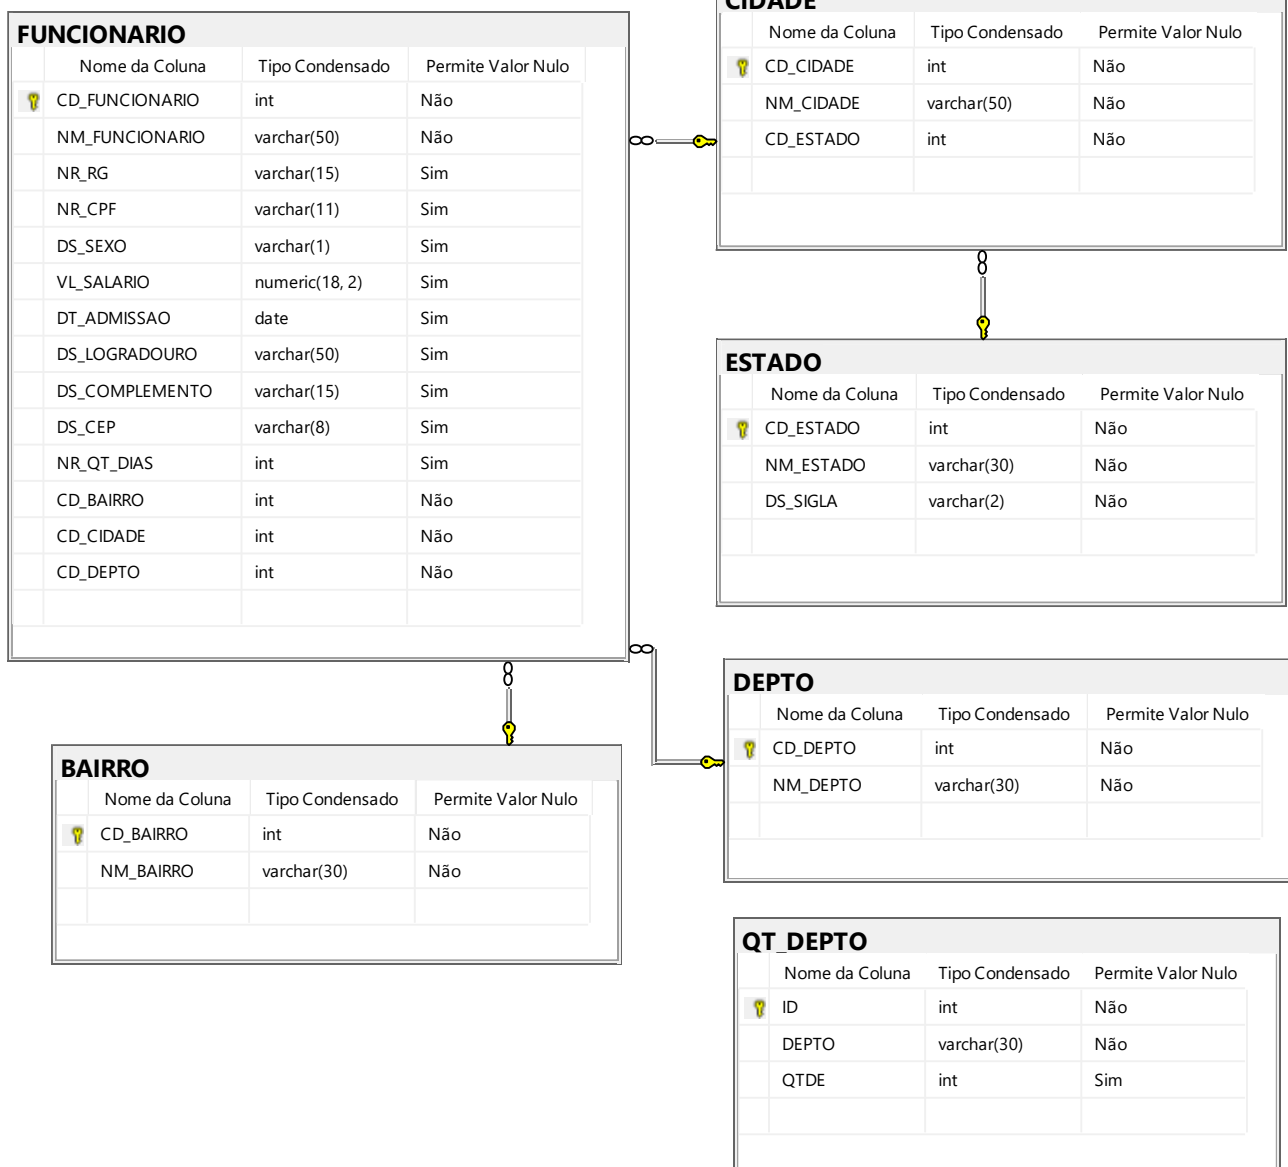 FUNCIONARIO
Nome da Coluna Tipo Condensado Permite Valor Nulo
CD_FUNCIONARIO int Não
NM_FUNCIONARIO varchar(50) Não
NR_RG varchar(15) Sim
NR_CPF varchar(11) Sim
DS_SEXO varchar(1) Sim
VL_SALARIO numeric(18, 2) Sim
DT_ADMISSAO date Sim
DS_LOGRADOURO varchar(50) Sim
DS_COMPLEMENTO varchar(15) Sim
DS_CEP varchar(8) Sim
NR_QT_DIAS int Sim
CD_BAIRRO int Não
CD_CIDADE int Não
CD_DEPTO int Não
CIDADE
Nome da Coluna Tipo Condensado Permite Valor Nulo
CD_CIDADE int Não
NM_CIDADE varchar(50) Não
CD_ESTADO int Não
ESTADO
Nome da Coluna Tipo Condensado Permite Valor Nulo
CD_ESTADO int Não
NM_ESTADO varchar(30) Não
DS_SIGLA varchar(2) Não
BAIRRO
Nome da Coluna Tipo Condensado Permite Valor Nulo
CD_BAIRRO int Não
NM_BAIRRO varchar(30) Não
DEPTO
Nome da Coluna Tipo Condensado Permite Valor Nulo
CD_DEPTO int Não
NM_DEPTO varchar(30) Não
QT_DEPTO
Nome da Coluna Tipo Condensado Permite Valor Nulo
ID int Não
DEPTO varchar(30) Não
QTDE int Sim